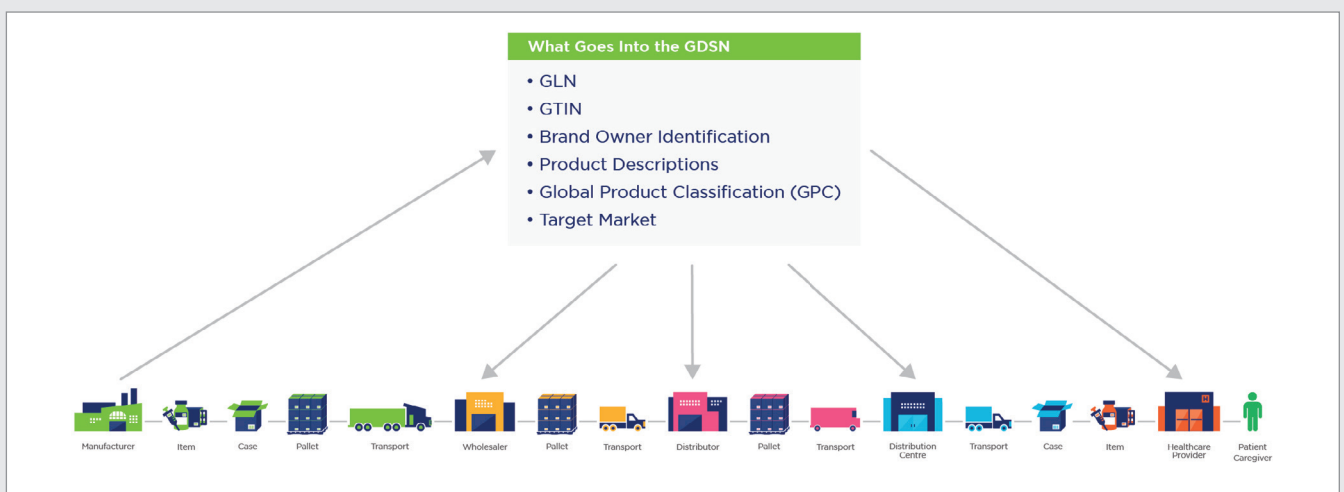 What Goes Into the GDSN
• GLN
• GTIN
• Brand Owner Identification
• Product Descriptions
• Global Product Classification (GPC)
• Target Market
H
Manufacturer
Item
Case
Pallet
Transport
Wholesaler
Pallet
Transport
Distributor
Pallet
Transport
Distribution
Centre
Transport
Case
Item
Healthcare
Provider
Patient
Caregiver